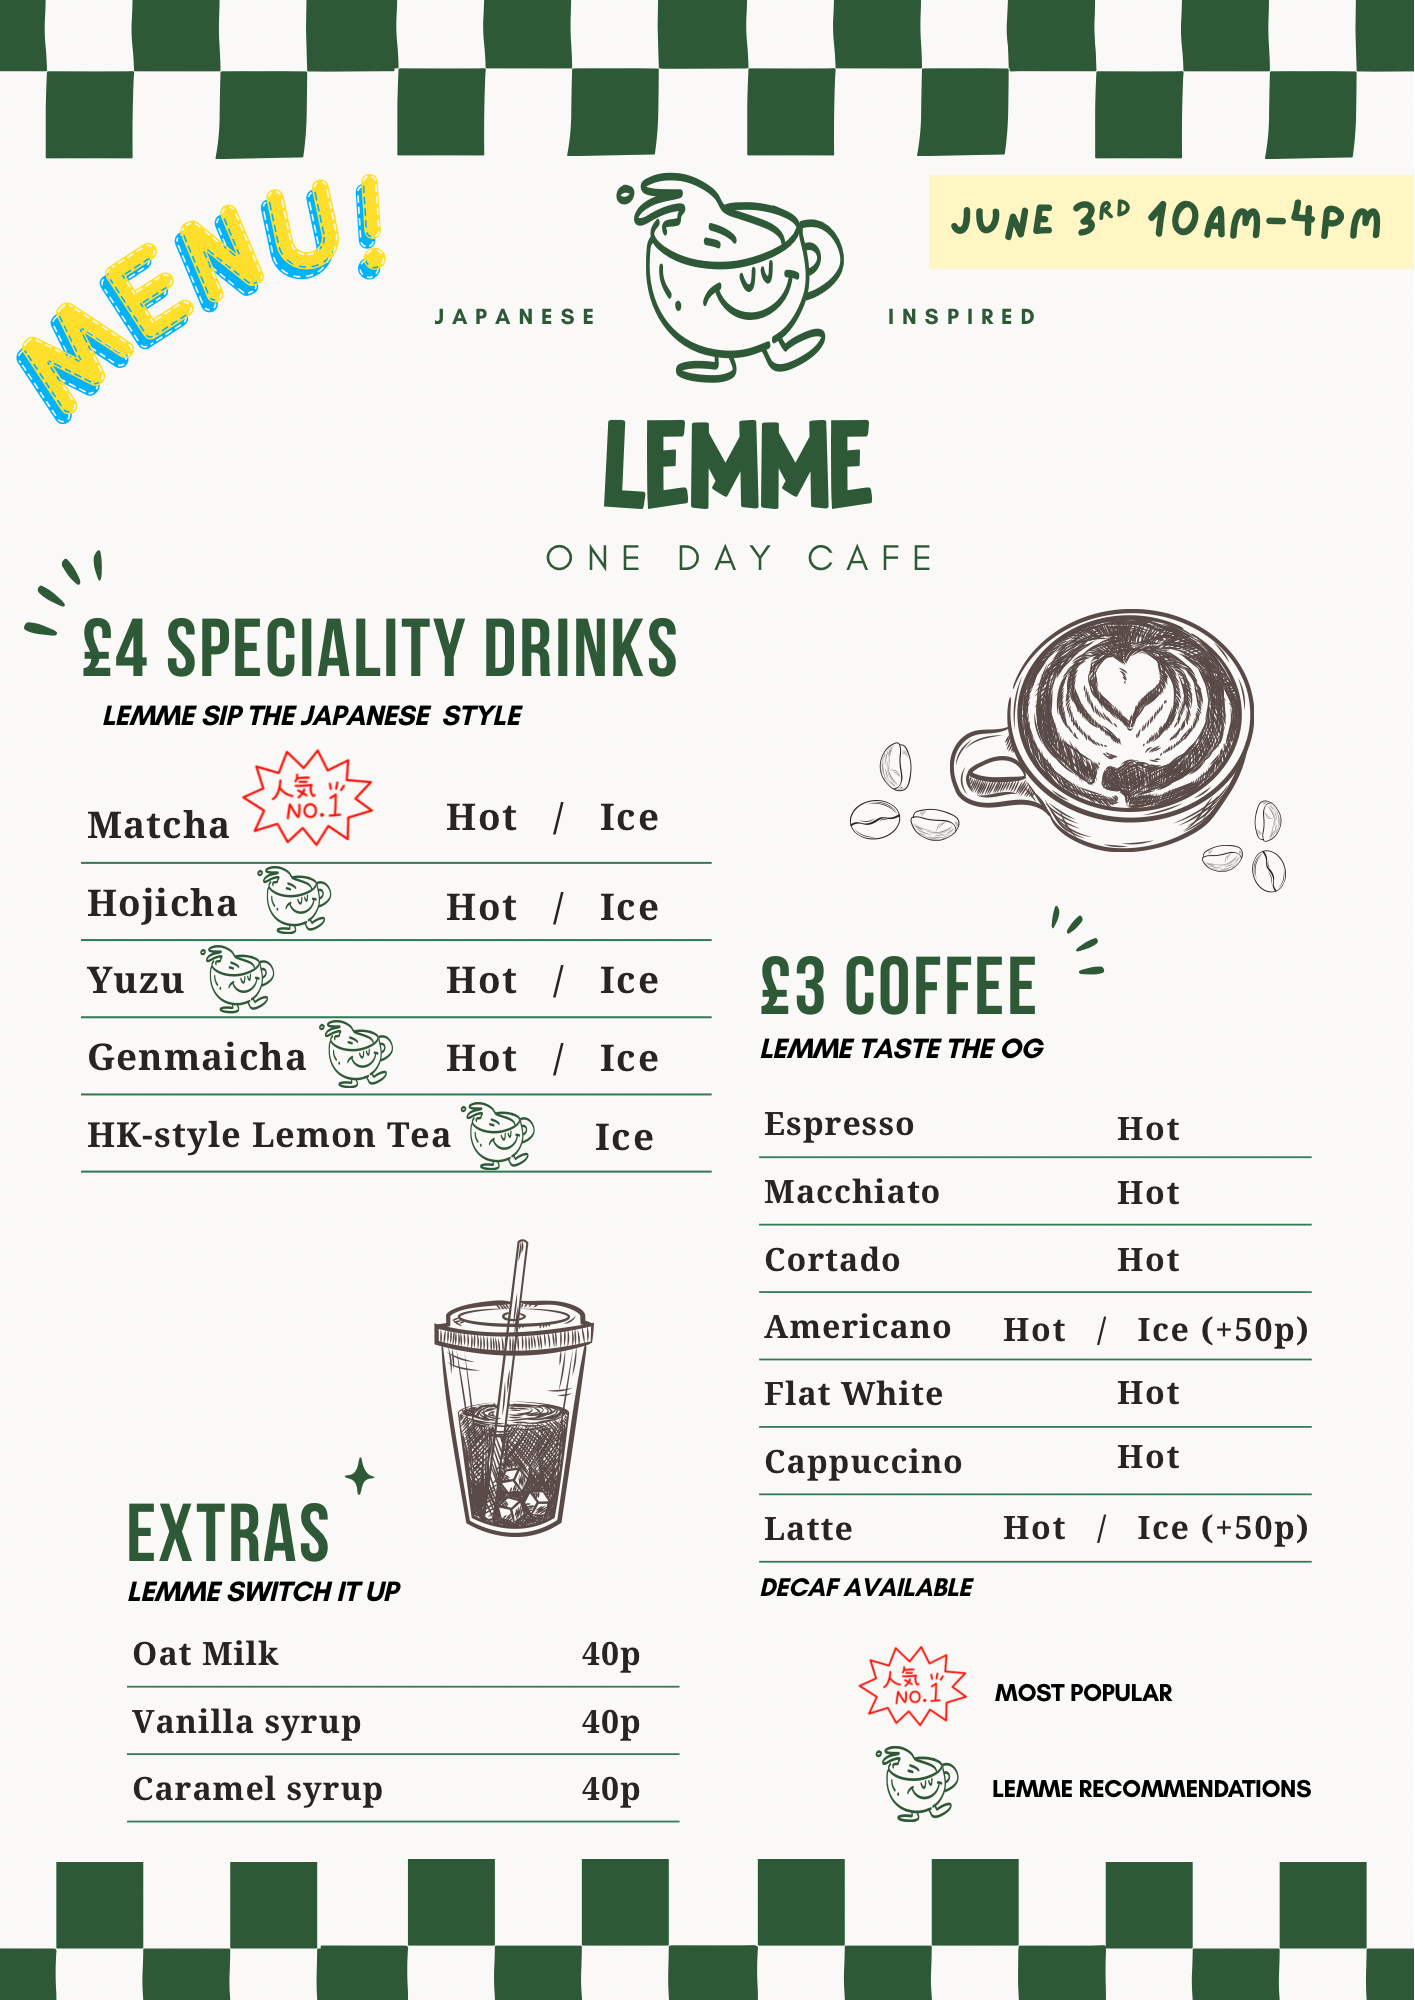 MENU!
JUNE 3RD 10AM-4PM
JAPANESE INSPIRED
LEMME
ONE DAY CAFE
£4 SPECIALITY DRINKS
LEMME SIP THE JAPANESE STYLE
Matcha 人気 NO.1 Hot / Ice
Hojicha Hot / Ice
Yuzu Hot / Ice
Genmaicha Hot / Ice
HK-style Lemon Tea Ice
£3 COFFEE
LEMME TASTE THE OG
Espresso Hot
Macchiato Hot
Cortado Hot
Americano Hot / Ice (+50p)
Flat White Hot
Cappuccino Hot
Latte Hot / Ice (+50p)
DECAF AVAILABLE
EXTRAS
LEMME SWITCH IT UP
Oat Milk 40p
Vanilla syrup 40p
Caramel syrup 40p
人気 NO.1 MOST POPULAR
LEMME RECOMMENDATIONS